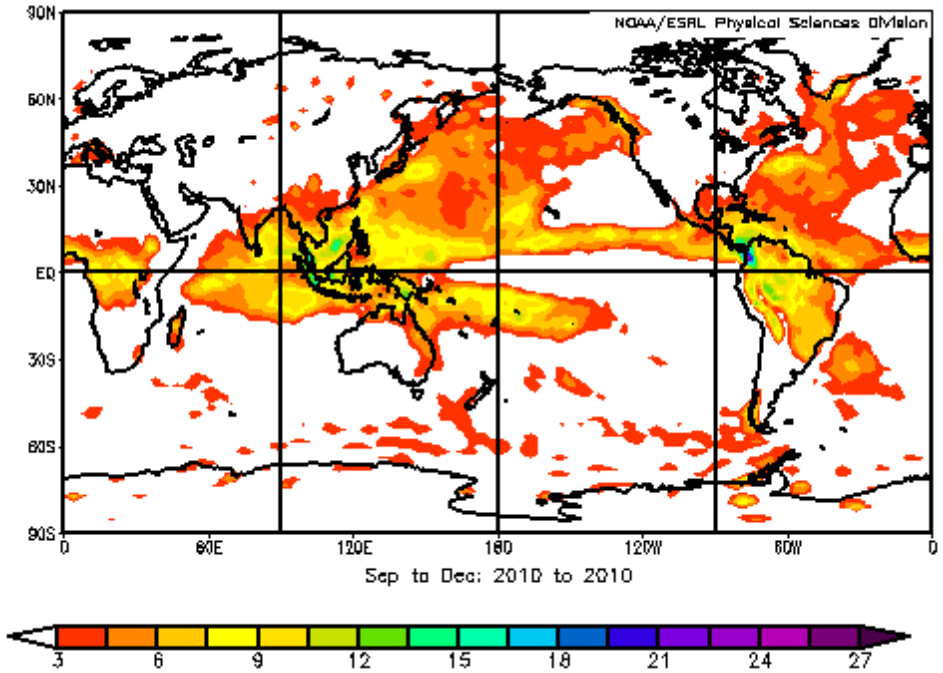 90N
NOAA/ESRL Physical Sciences Division
60N
30N
EQ
30S
60S
90S
0 60E 120E 180 120W 60W 0
Sep to Dec: 2010 to 2010
3 6 9 12 15 18 21 24 27